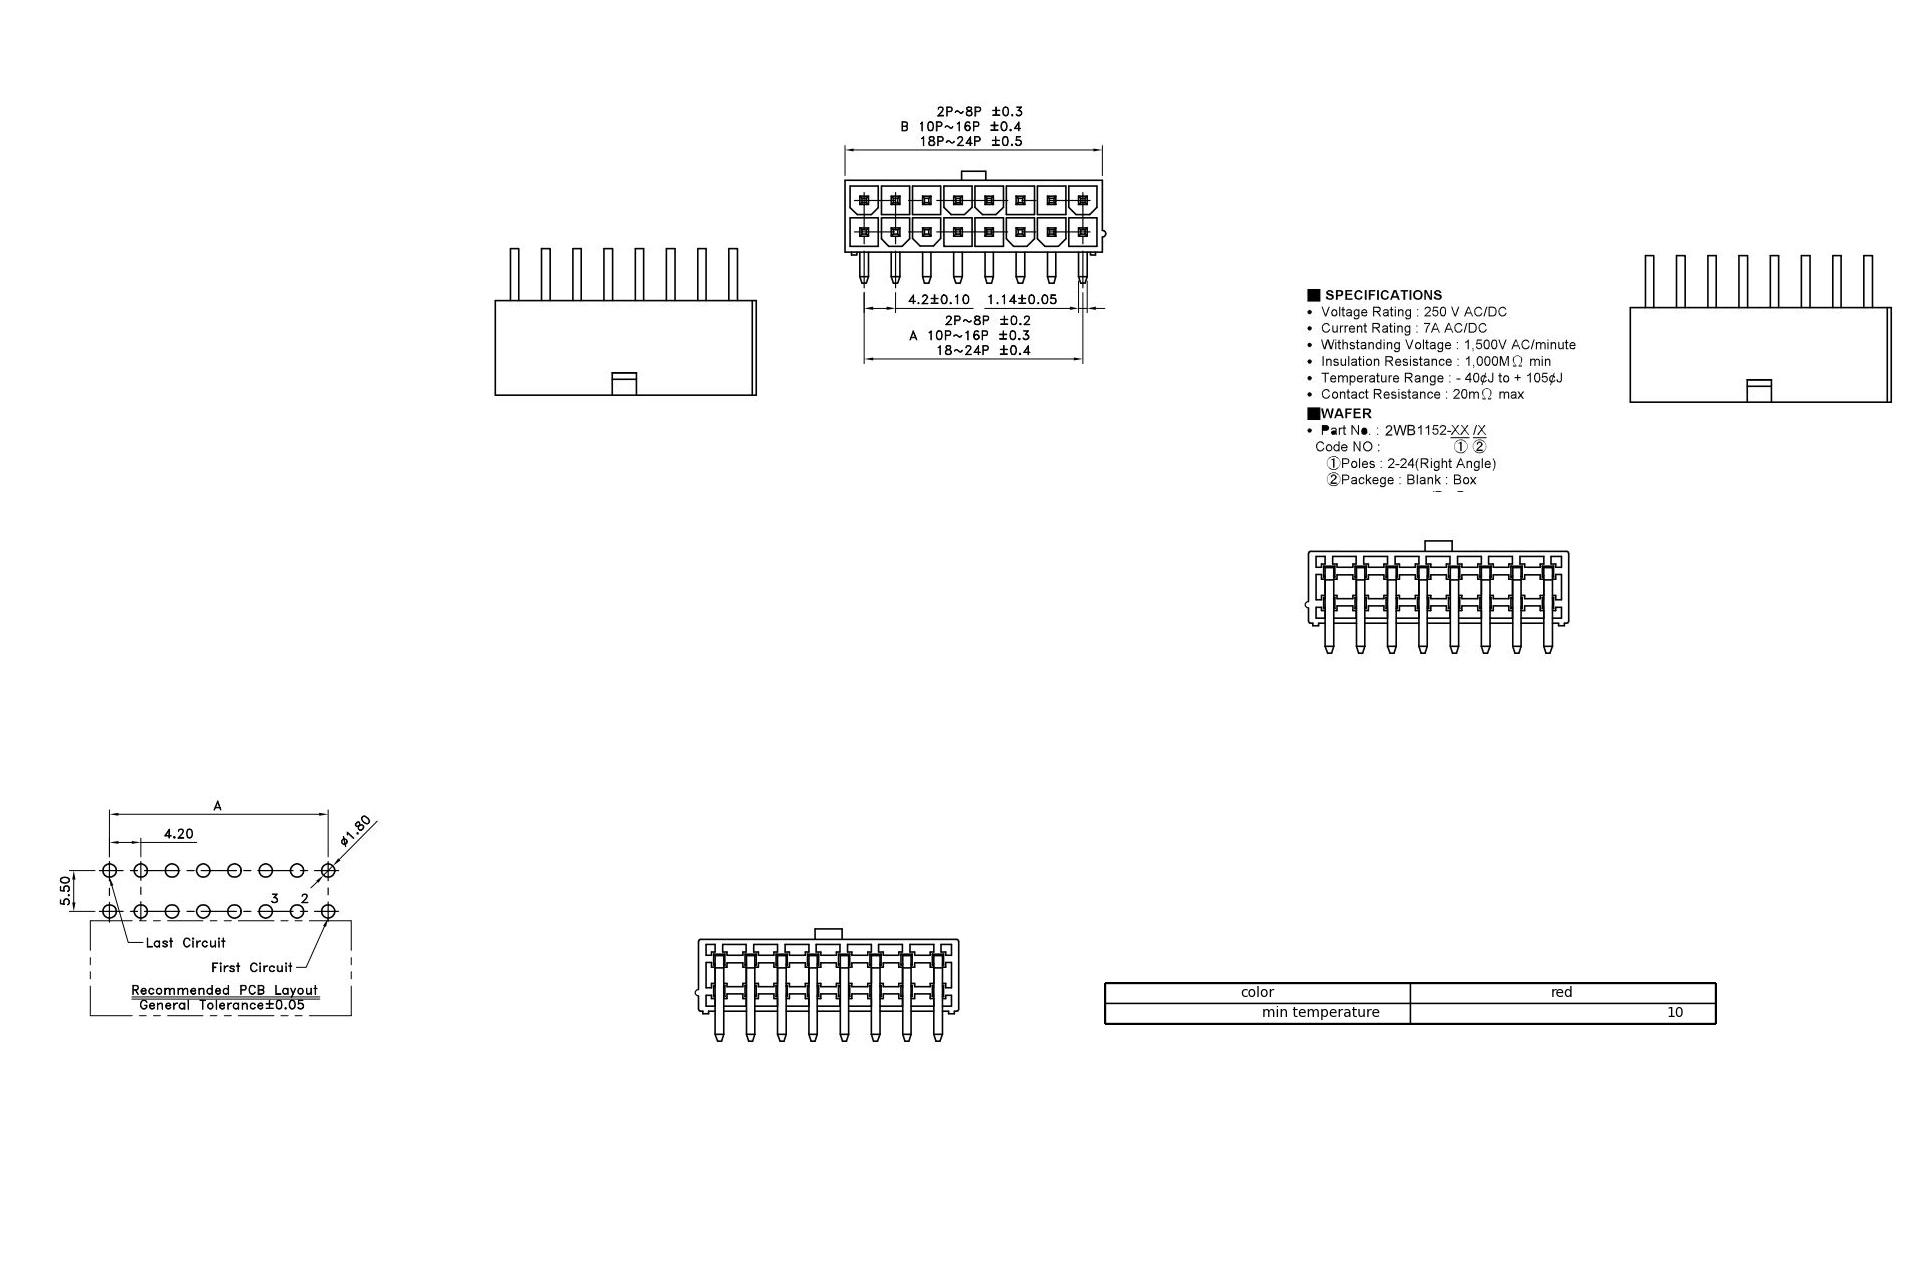 2P~8P ±0.3
B 10P~16P ±0.4
18P~24P ±0.5
4.2±0.10 1.14±0.05
2P~8P ±0.2
A 10P~16P ±0.3
18~24P ±0.4
■ SPECIFICATIONS
• Voltage Rating : 250 V AC/DC
• Current Rating : 7A AC/DC
• Withstanding Voltage : 1,500V AC/minute
• Insulation Resistance : 1,000MΩ min
• Temperature Range : - 40¢J to + 105¢J
• Contact Resistance : 20mΩ max
■WAFER
• Part No. : 2WB1152-XX /X
Code NO : ① ②
①Poles : 2-24(Right Angle)
②Packege : Blank : Box
A
4.20
ø1.80
5.50
3 2
Last Circuit
First Circuit
Recommended PCB Layout
General Tolerance±0.05
color red
min temperature 10